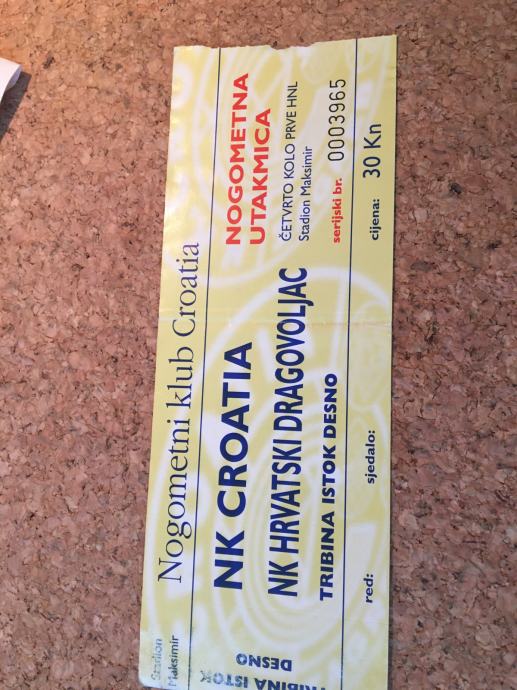 Nogometni klub Croatia
NK CROATIA
NK HRVATSKI DRAGOVOLJAC
TRIBINA ISTOK DESNO
NOGOMETNA
UTAKMICA
ČETVRTO KOLO PRVE HNL
Stadion Maksimir
serijski br. 0003965
red: sjedalo: cijena: 30 Kn
Stadion
Maksimir
TRIBINA ISTOK
DESNO